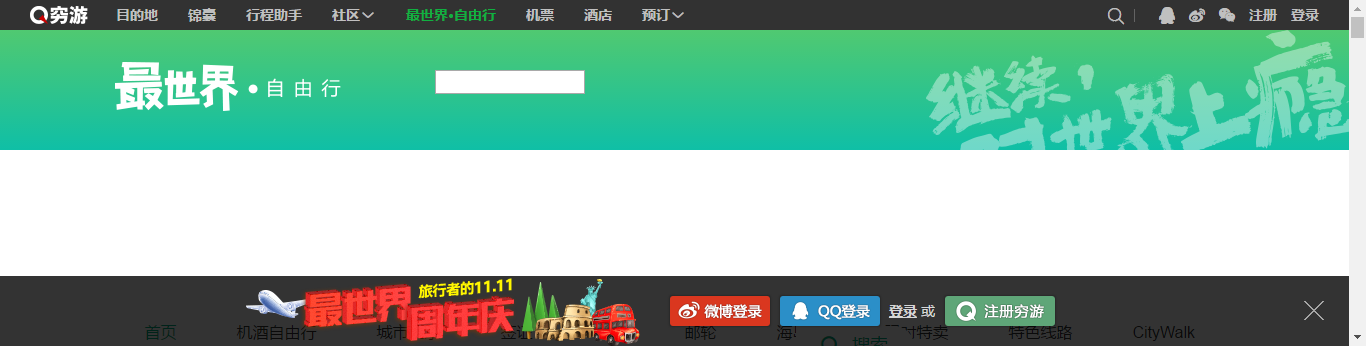 穷游 目的地 锦囊 行程助手 社区 最世界·自由行 机票 酒店 预订 注册 登录
最世界·自由行
继续，
对世界上瘾
旅行者的11.11
最世界
周年庆
微博登录 QQ登录 登录 或 注册穷游
首页 机酒自由行 城市 邮轮 海 时特卖 特色线路 CityWalk
搜索